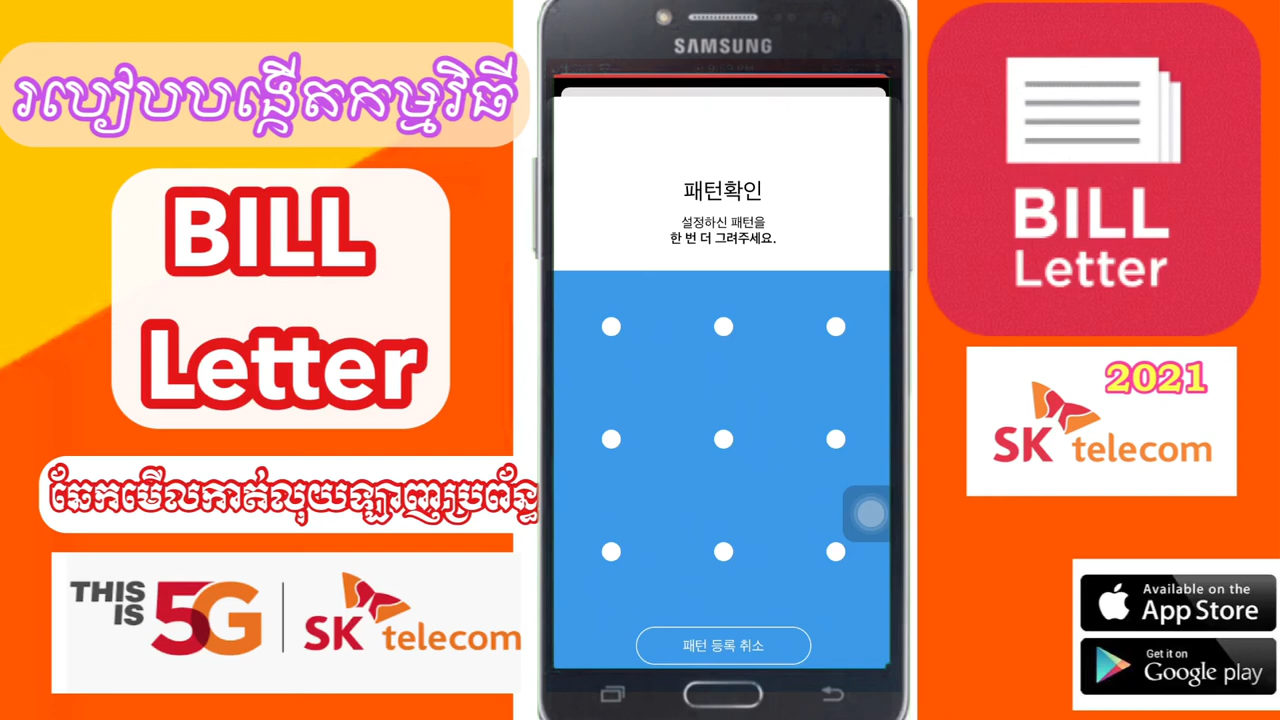 របៀបបង្កើតកម្មវិធី
BILL
Letter
ឆែកមើលកាត់លុយឡាញប្រព័ន្ធ
THIS
IS 5G
SK telecom
SAMSUNG
패턴확인
설정하신 패턴을
한 번 더 그려주세요.
패턴 등록 취소
BILL
Letter
2021
SK telecom
Available on the
App Store
Get it on
Google play